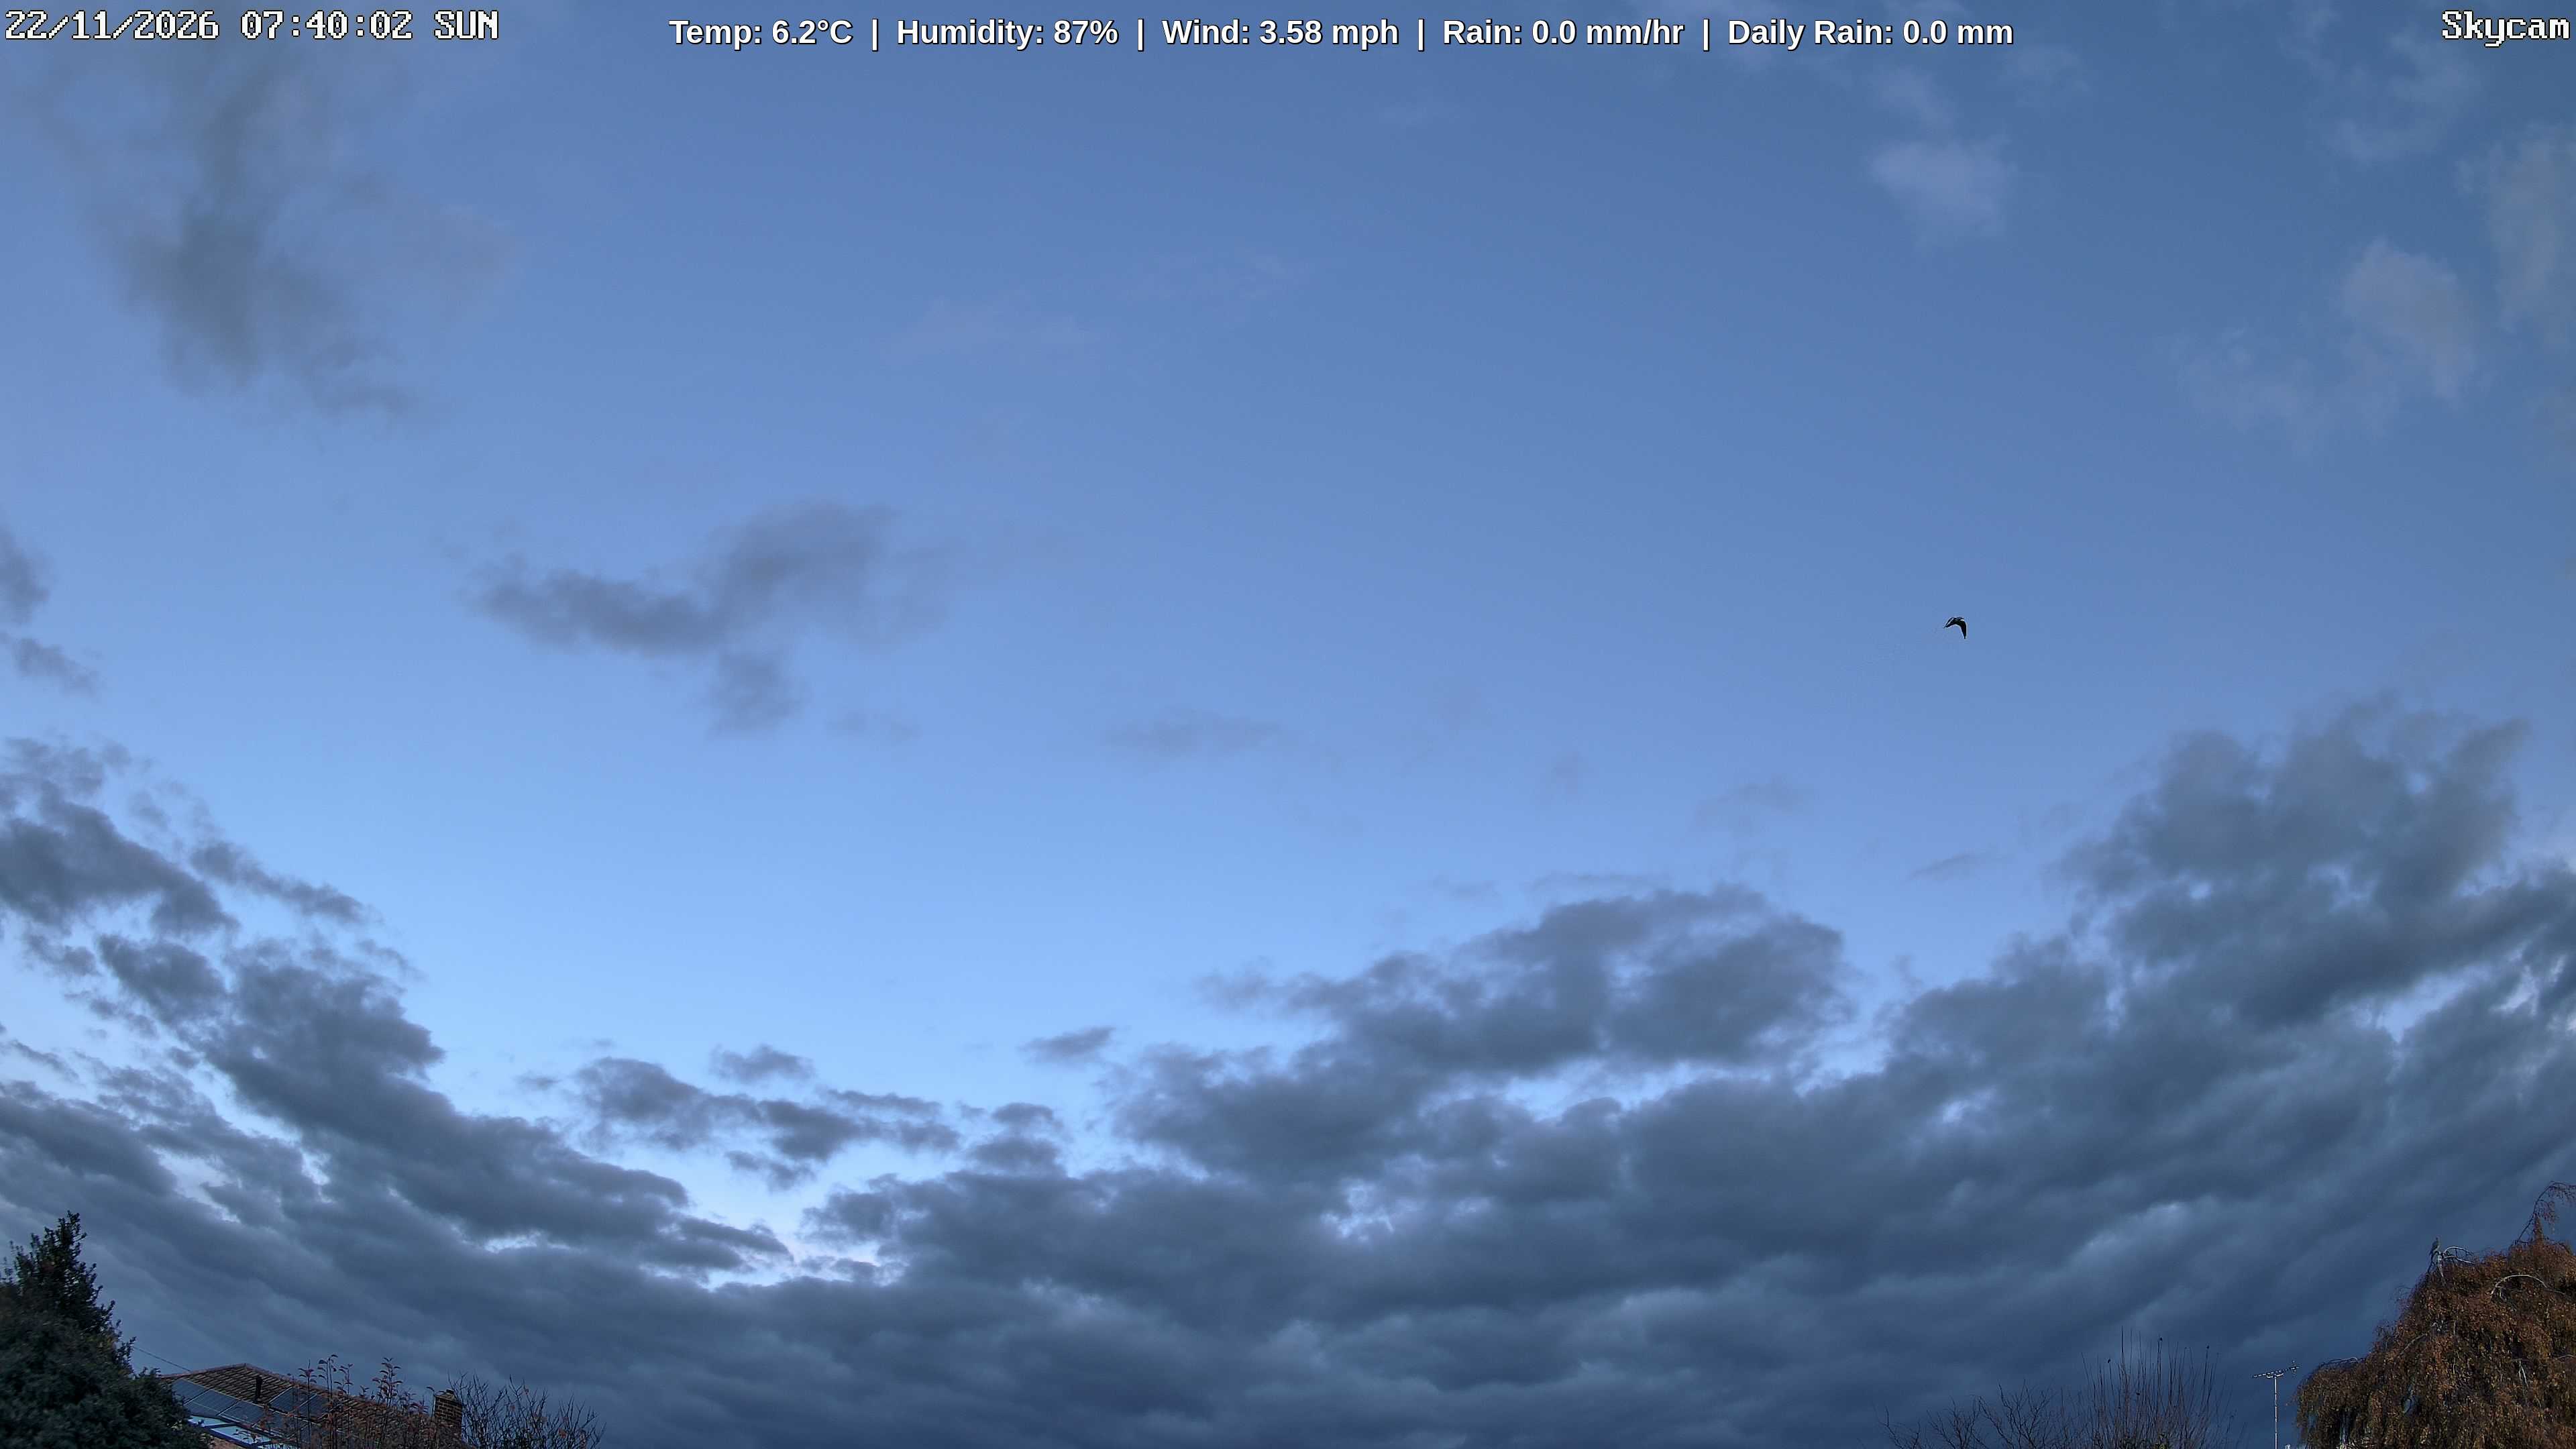 22/11/2026 07:40:02 SUN
Temp: 6.2°C | Humidity: 87% | Wind: 3.58 mph | Rain: 0.0 mm/hr | Daily Rain: 0.0 mm
Skycam